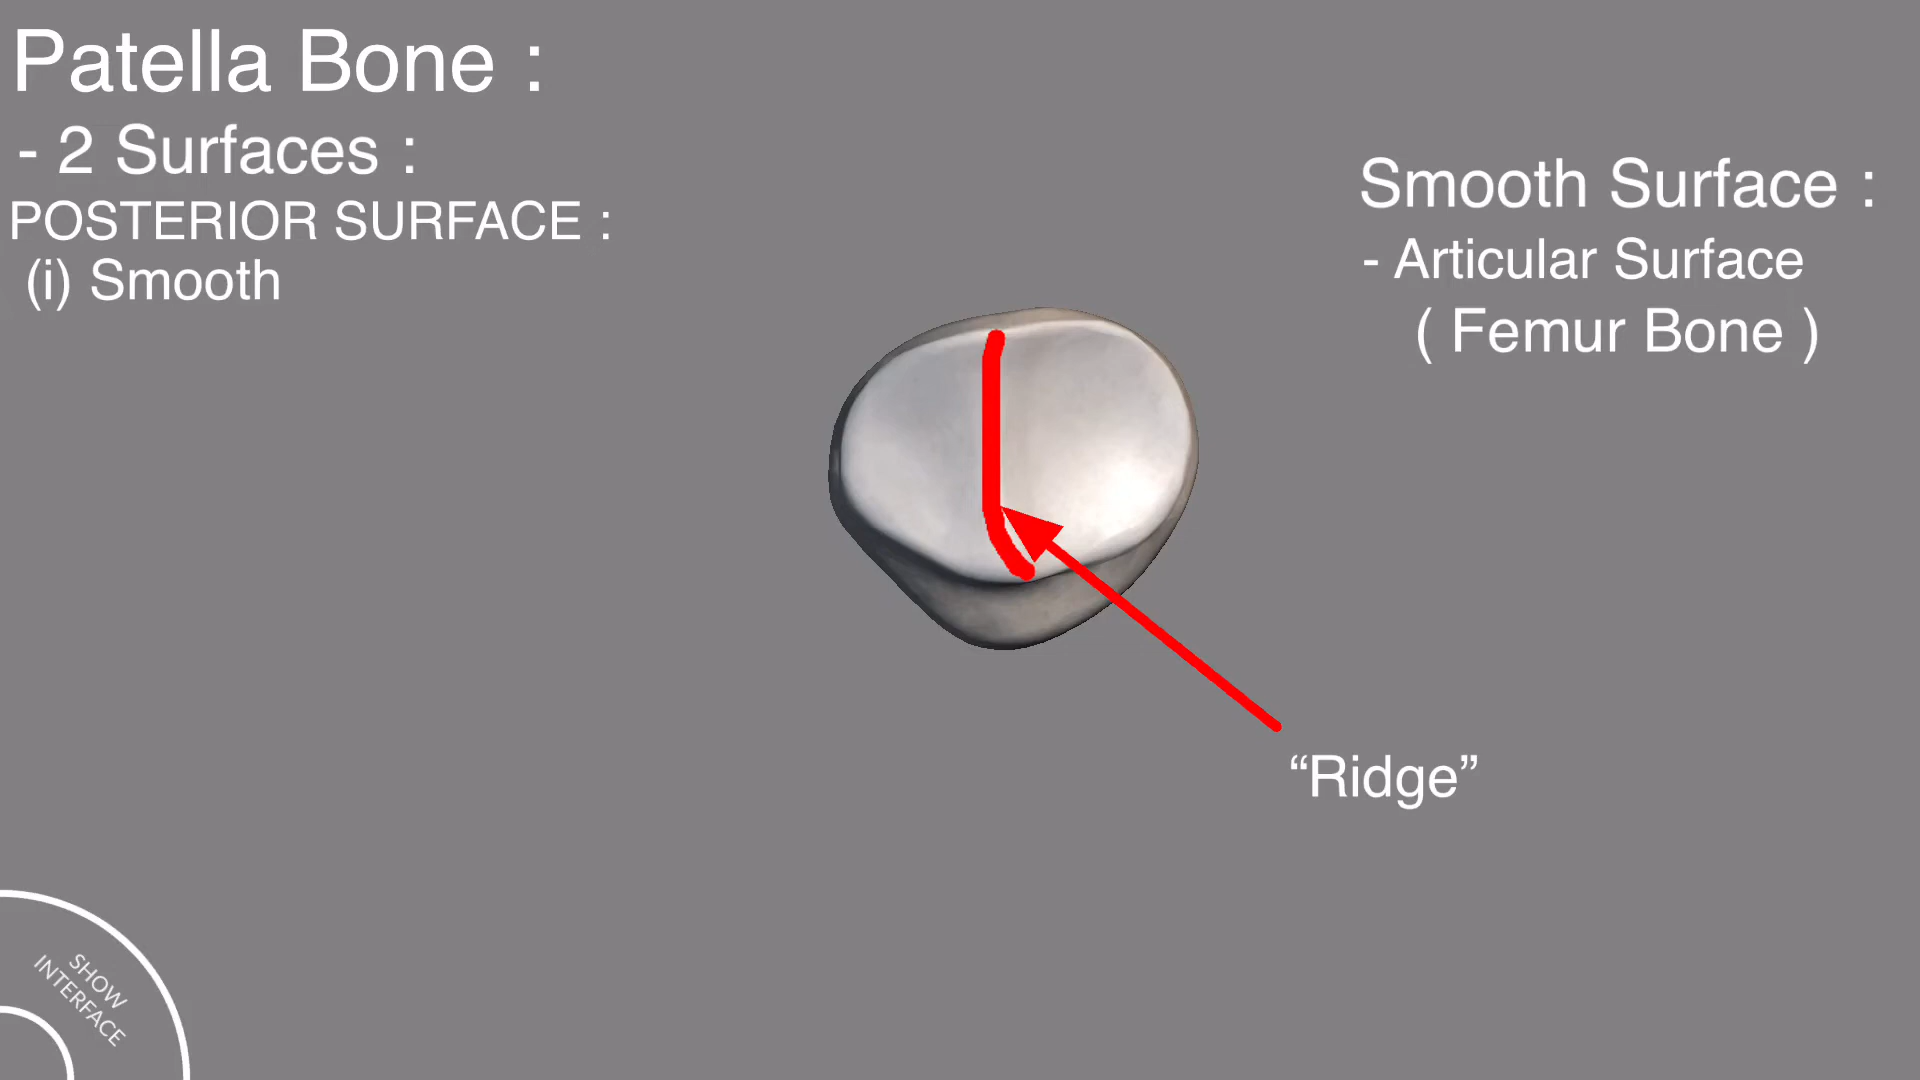 Patella Bone :
- 2 Surfaces :
POSTERIOR SURFACE :
(i) Smooth
Smooth Surface :
- Articular Surface
( Femur Bone )
“Ridge”
SHOW
INTERFACE